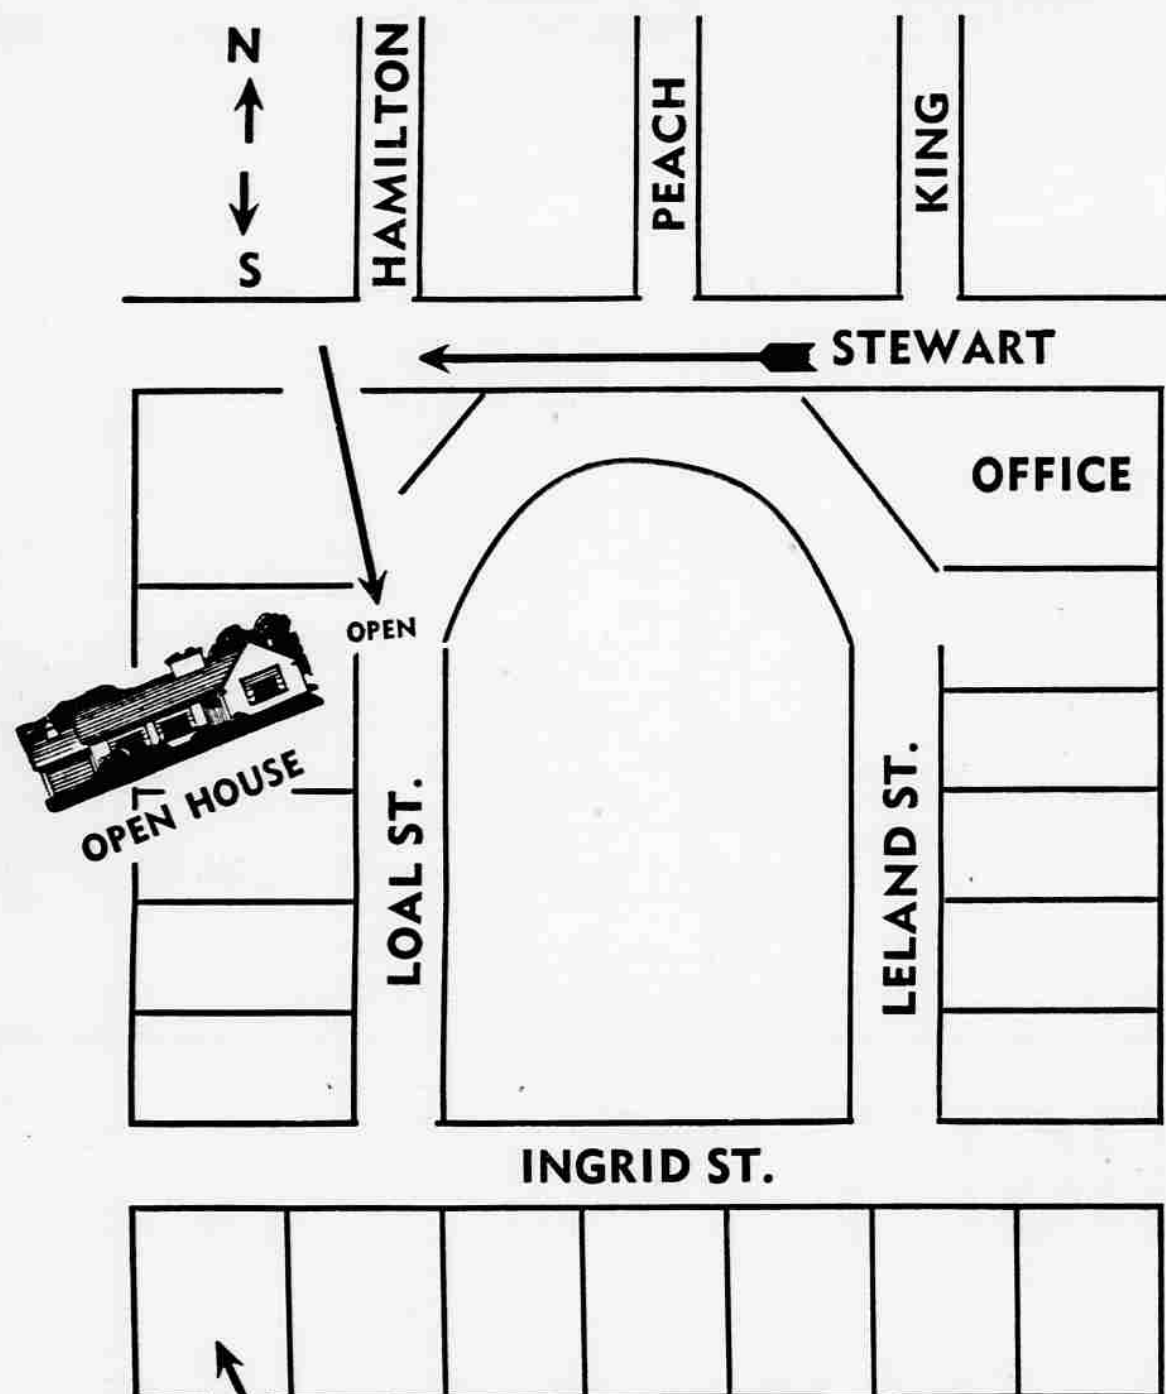 N
S
HAMILTON
PEACH
KING
STEWART
OFFICE
OPEN
OPEN HOUSE
LOAL ST.
LELAND ST.
INGRID ST.